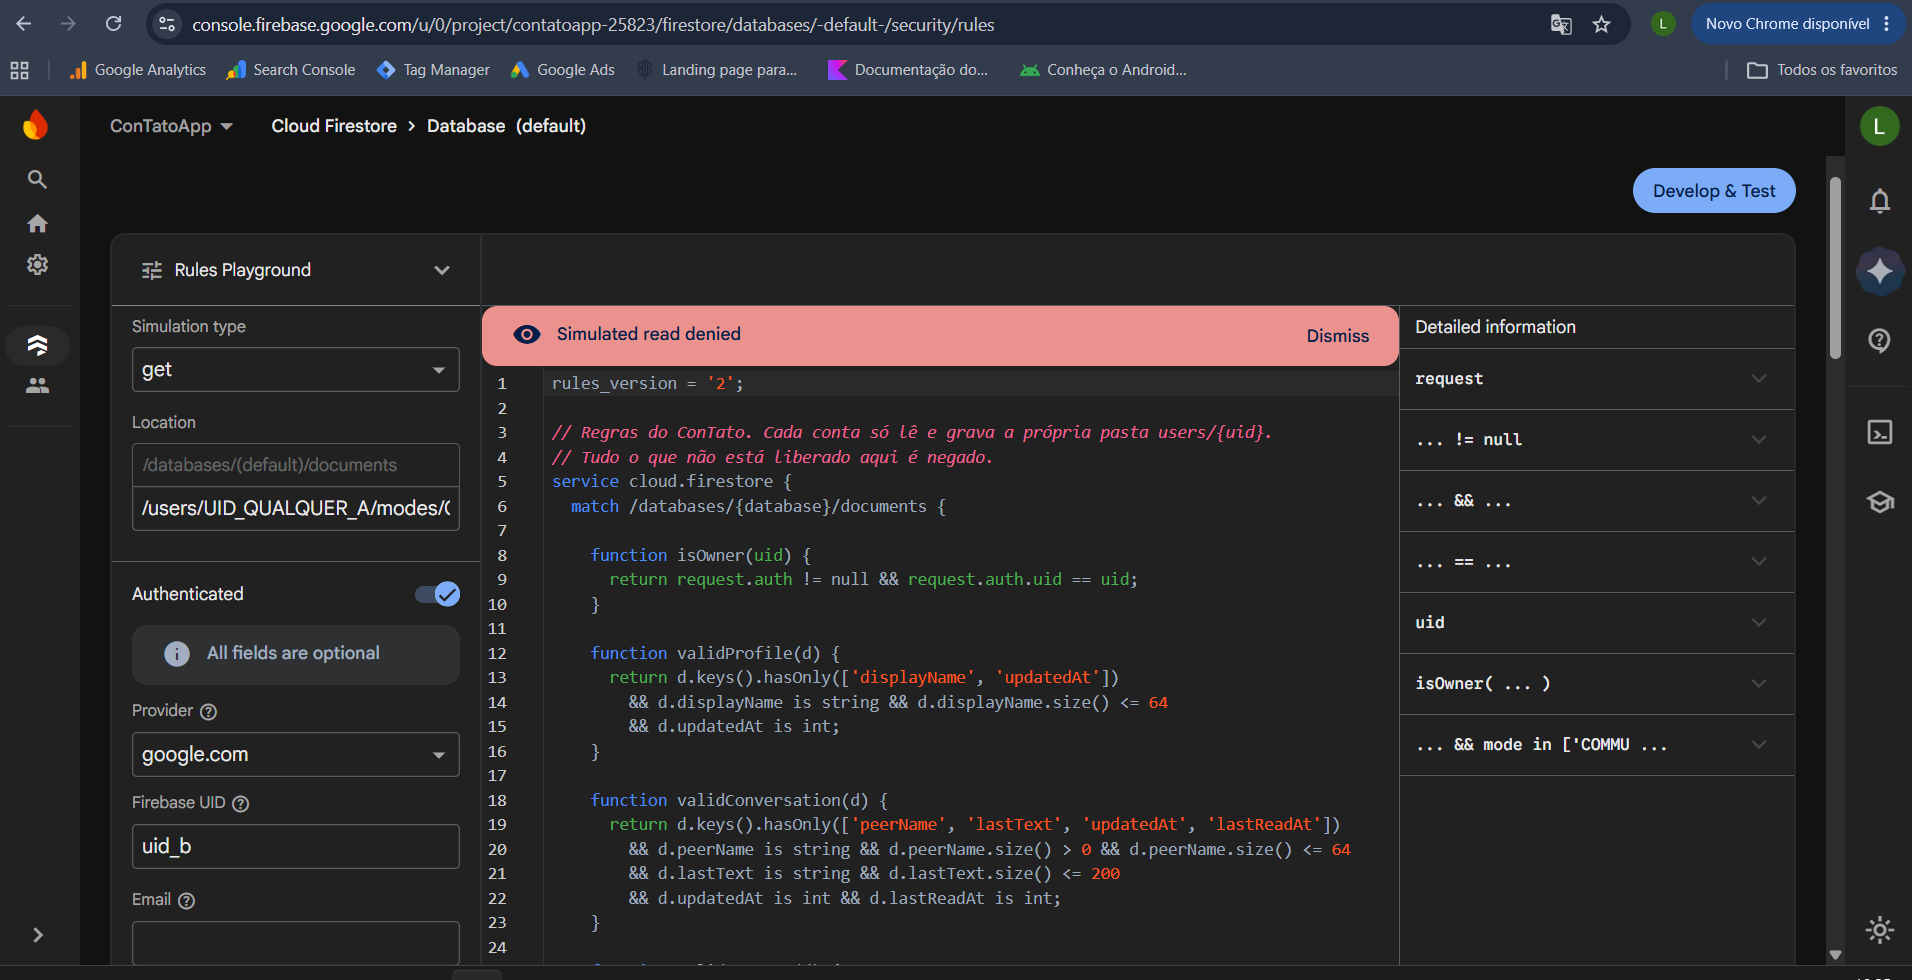 console.firebase.google.com/u/0/project/contatoapp-25823/firestore/databases/-default-/security/rules
L
Novo Chrome disponível
Google Analytics
Search Console
Tag Manager
Google Ads
Landing page para...
Documentação do...
Conheça o Android...
Todos os favoritos
ConTatoApp
Cloud Firestore > Database (default)
L
Develop & Test
Rules Playground
Simulation type
get
Location
/databases/(default)/documents
/users/UID_QUALQUER_A/modes/
Authenticated
All fields are optional
Provider
google.com
Firebase UID
uid_b
Email
Simulated read denied
Dismiss
1 rules_version = '2';
2
3 // Regras do ConTato. Cada conta só lê e grava a própria pasta users/{uid}.
4 // Tudo o que não está liberado aqui é negado.
5 service cloud.firestore {
6 match /databases/{database}/documents {
7
8 function isOwner(uid) {
9 return request.auth != null && request.auth.uid == uid;
10 }
11
12 function validProfile(d) {
13 return d.keys().hasOnly(['displayName', 'updatedAt'])
14 && d.displayName is string && d.displayName.size() <= 64
15 && d.updatedAt is int;
16 }
17
18 function validConversation(d) {
19 return d.keys().hasOnly(['peerName', 'lastText', 'updatedAt', 'lastReadAt'])
20 && d.peerName is string && d.peerName.size() > 0 && d.peerName.size() <= 64
21 && d.lastText is string && d.lastText.size() <= 200
22 && d.updatedAt is int && d.lastReadAt is int;
23 }
24
Detailed information
request
... != null
... && ...
... == ...
uid
isOwner( ... )
... && mode in ['COMMU ...